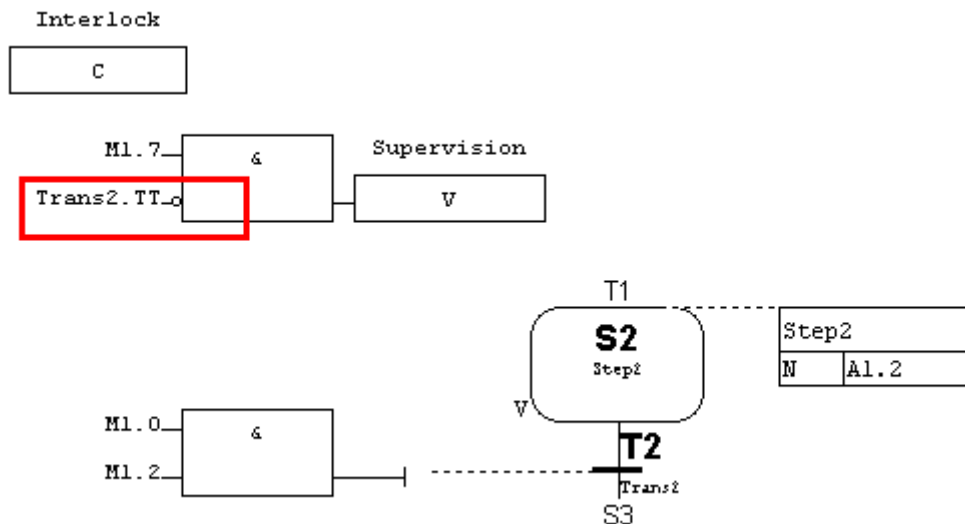 Interlock
C
M1.7
&
Supervision
Trans2.TT
V
T1
S2
Step2
Step2
N A1.2
V
M1.0
&
T2
M1.2
Trans2
S3